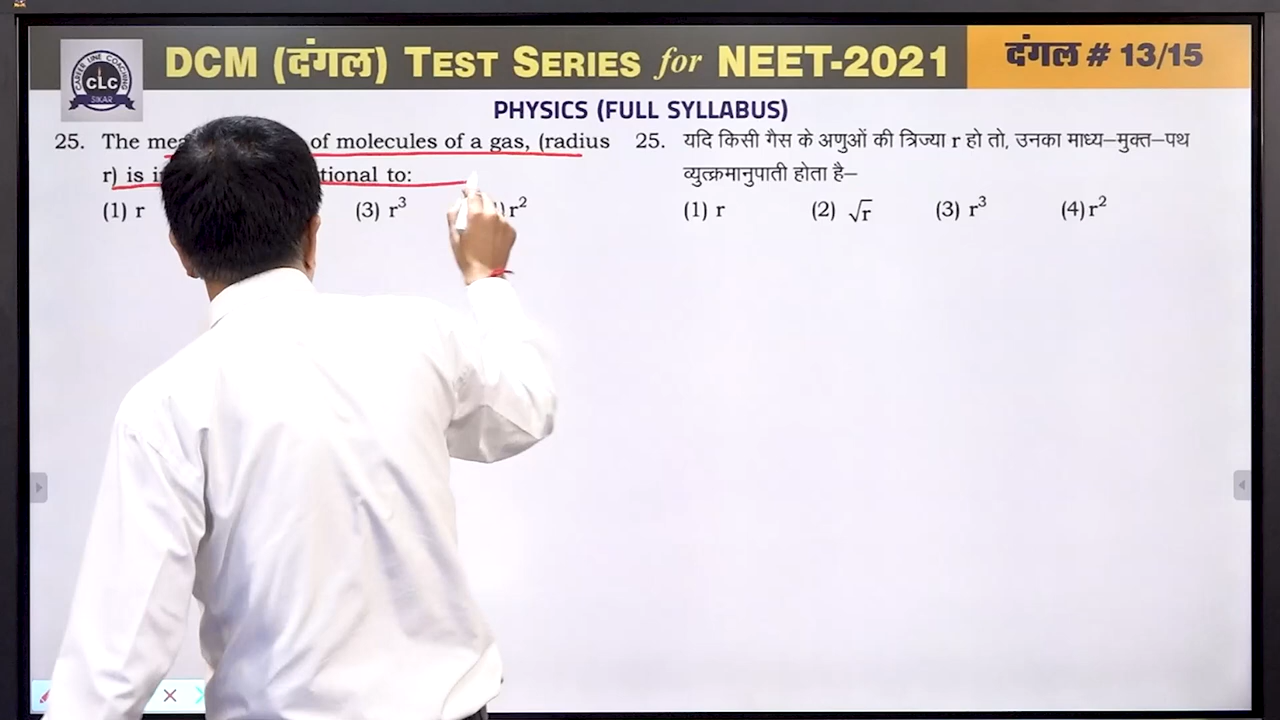 DCM (दंगल) TEST SERIES for NEET-2021
दंगल # 13/15
CAREER LINE COACHING
CLC
SIKAR
PHYSICS (FULL SYLLABUS)
25. The of molecules of a gas, (radius
r) is to:
(1) r (3) r³ r²
25. यदि किसी गैस के अणुओं की त्रिज्या r हो तो, उनका माध्य–मुक्त–पथ
व्युत्क्रमानुपाती होता है–
(1) r (2) √r (3) r³ (4) r²